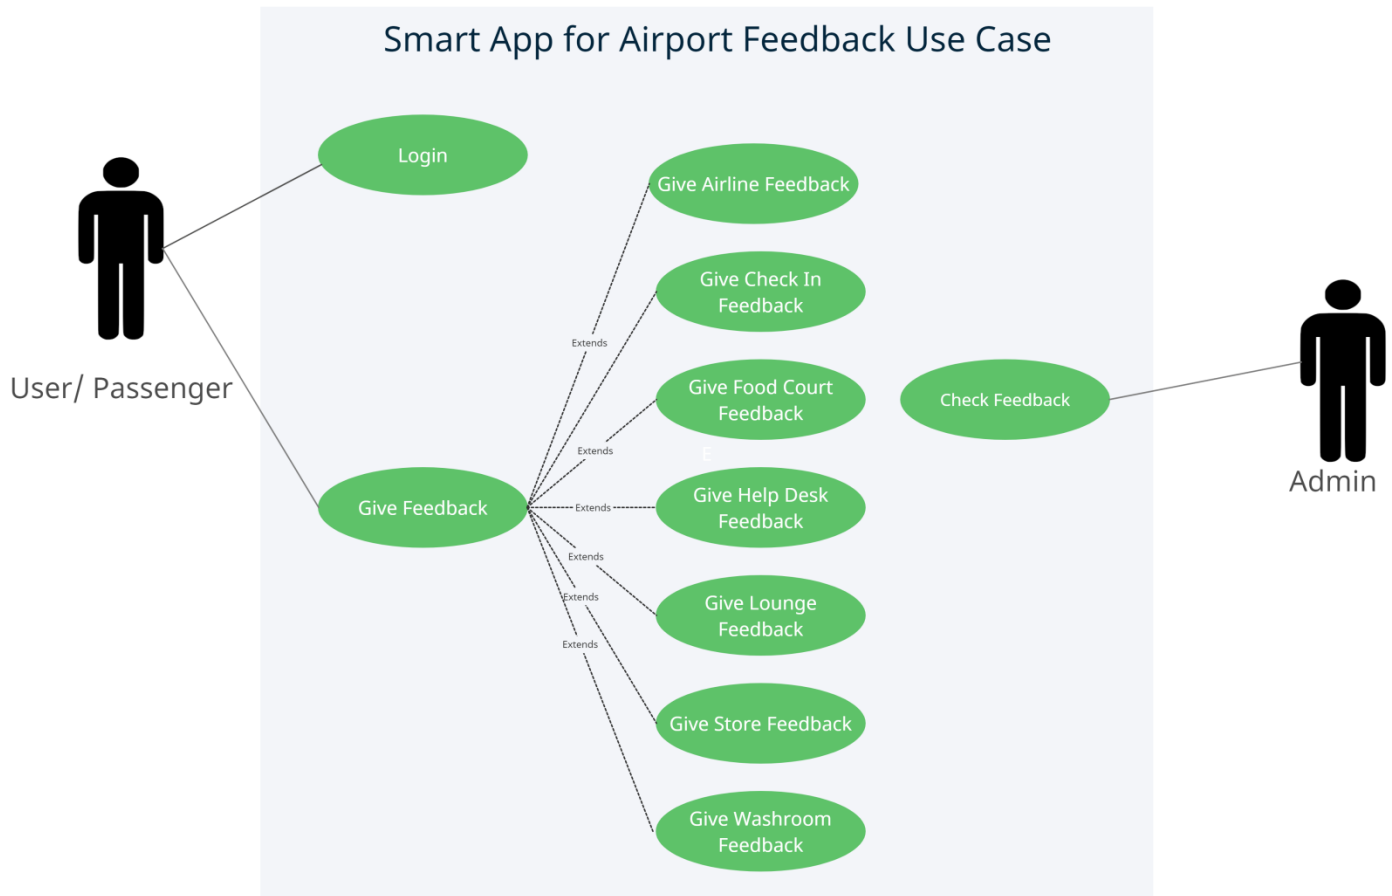 Smart App for Airport Feedback Use Case
Login
Give Airline Feedback
Give Check In
Feedback
Extends
User/ Passenger
Give Food Court
Feedback
Check Feedback
Extends
E
Admin
Give Feedback
Extends
Give Help Desk
Feedback
Extends
Extends
Give Lounge
Feedback
Extends
Give Store Feedback
Give Washroom
Feedback